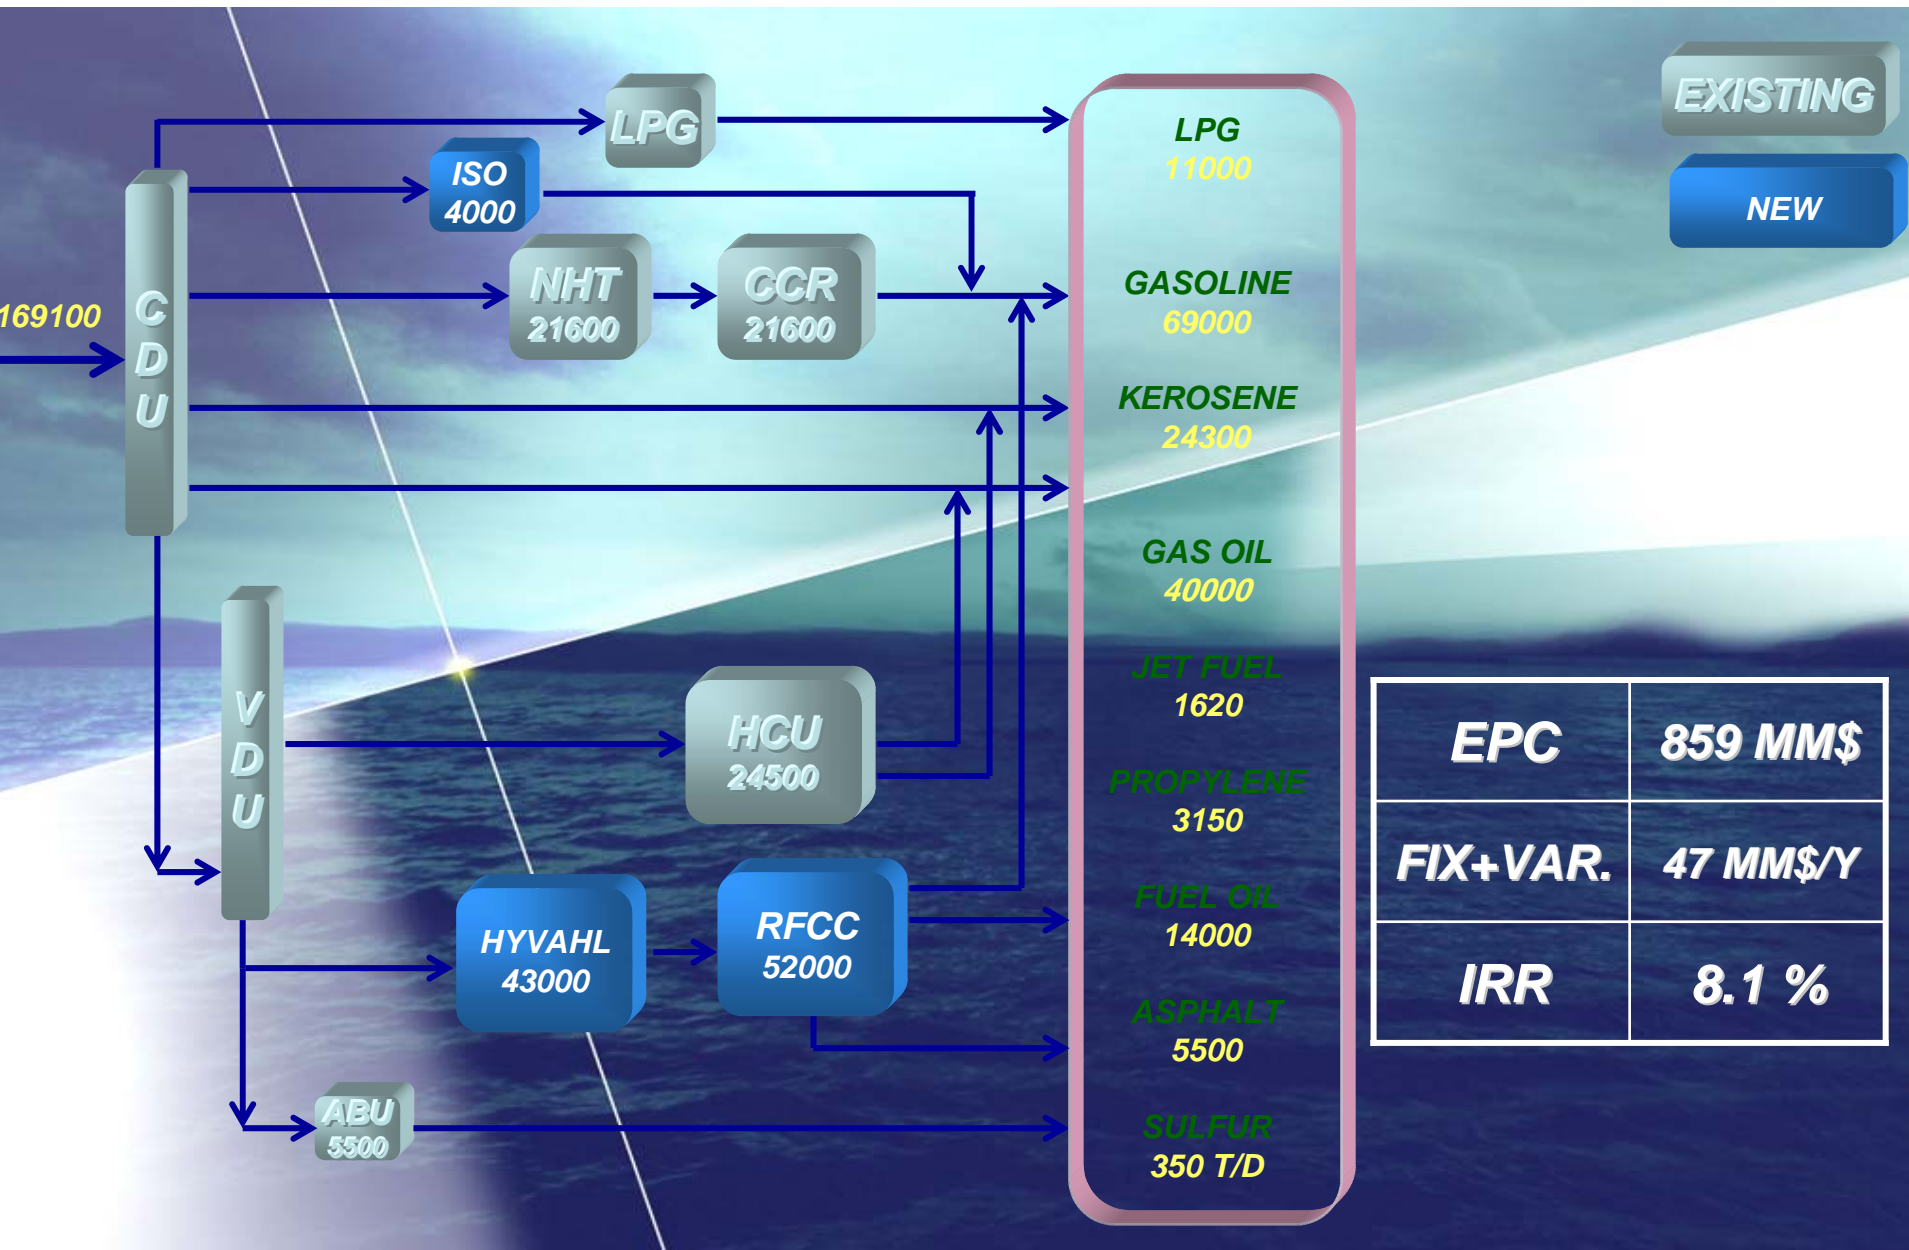 EXISTING
NEW
LPG
ISO
4000
NHT
21600
CCR
21600
169100
C
D
U
V
D
U
HCU
24500
HYVAHL
43000
RFCC
52000
ABU
5500
LPG
11000
GASOLINE
69000
KEROSENE
24300
GAS OIL
40000
JET FUEL
1620
PROPYLENE
3150
FUEL OIL
14000
ASPHALT
5500
SULFUR
350 T/D
EPC 859 MM$
FIX+VAR. 47 MM$/Y
IRR 8.1 %